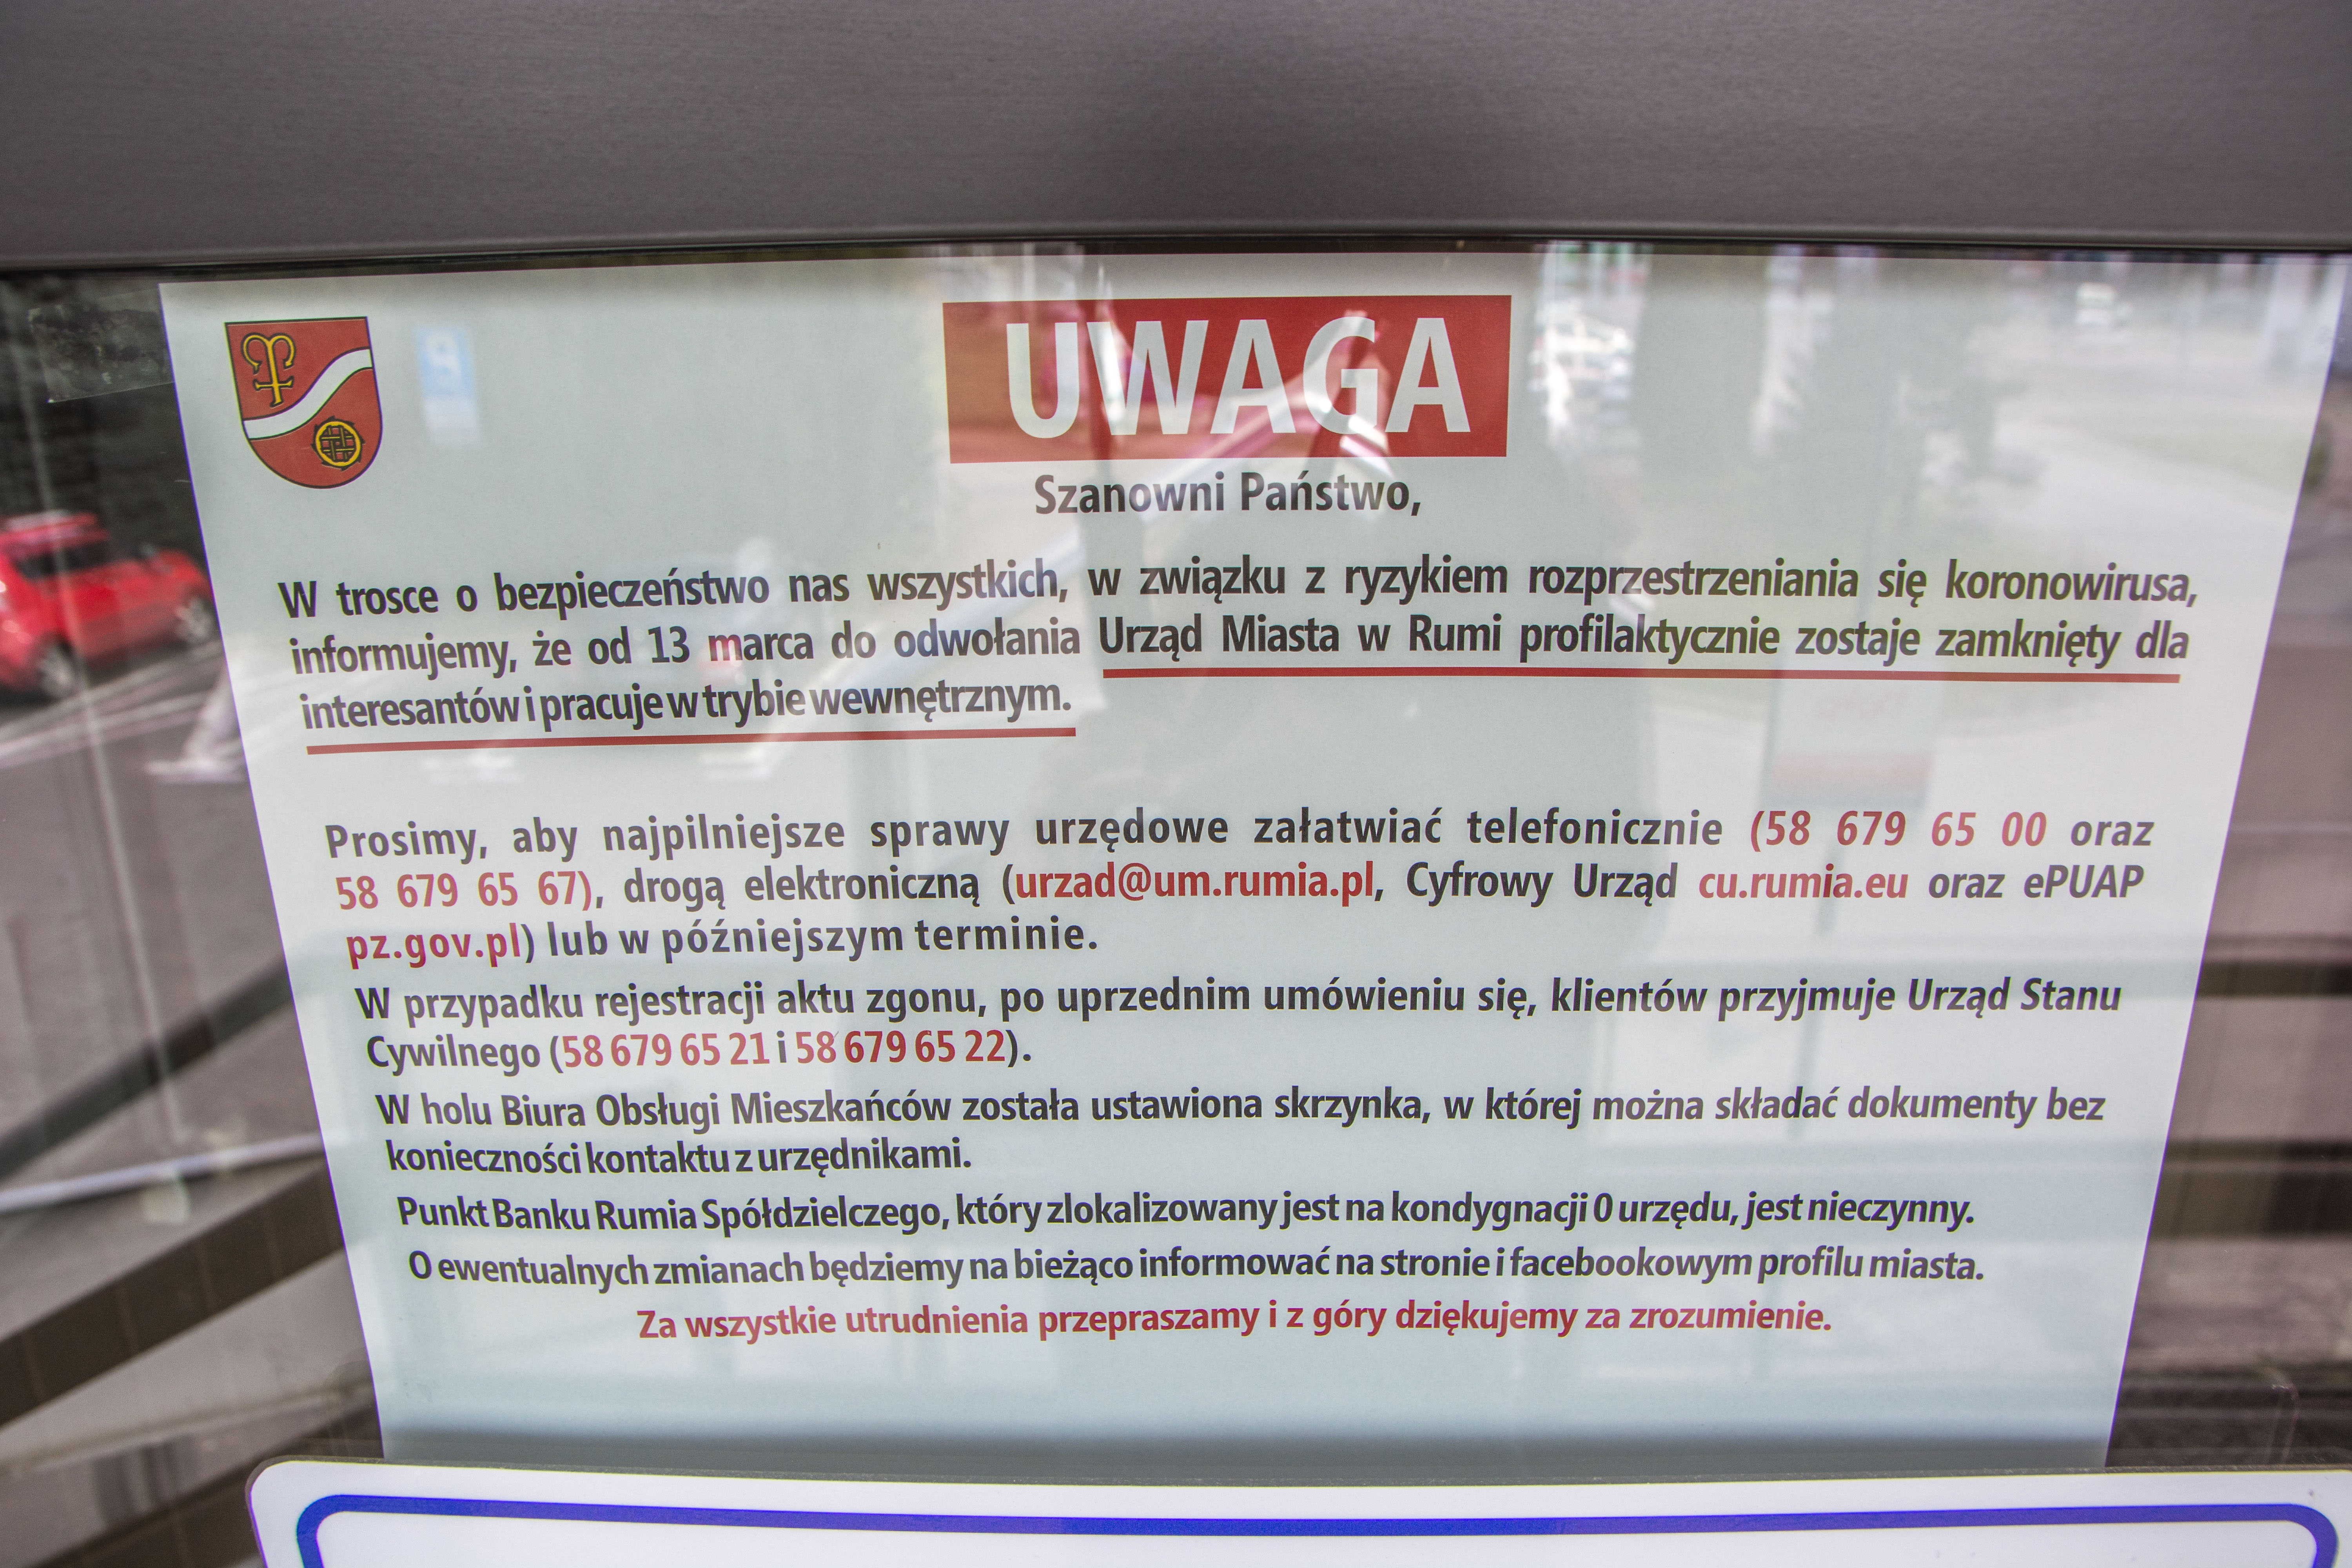 UWAGA
Szanowni Państwo,
W trosce o bezpieczeństwo nas wszystkich, w związku z ryzykiem rozprzestrzeniania się koronowirusa,
informujemy, że od 13 marca do odwołania Urząd Miasta w Rumi profilaktycznie zostaje zamknięty dla
interesantów i pracuje w trybie wewnętrznym.
Prosimy, aby najpilniejsze sprawy urzędowe załatwiać telefonicznie (58 679 65 00 oraz
58 679 65 67), drogą elektroniczną (urzad@um.rumia.pl, Cyfrowy Urząd cu.rumia.eu oraz ePUAP
pz.gov.pl) lub w późniejszym terminie.
W przypadku rejestracji aktu zgonu, po uprzednim umówieniu się, klientów przyjmuje Urząd Stanu
Cywilnego (58 679 65 21 i 58 679 65 22).
W holu Biura Obsługi Mieszkańców została ustawiona skrzynka, w której można składać dokumenty bez
konieczności kontaktu z urzędnikami.
Punkt Banku Rumia Spółdzielczego, który zlokalizowany jest na kondygnacji 0 urzędu, jest nieczynny.
O ewentualnych zmianach będziemy na bieżąco informować na stronie i facebookowym profilu miasta.
Za wszystkie utrudnienia przepraszamy i z góry dziękujemy za zrozumienie.